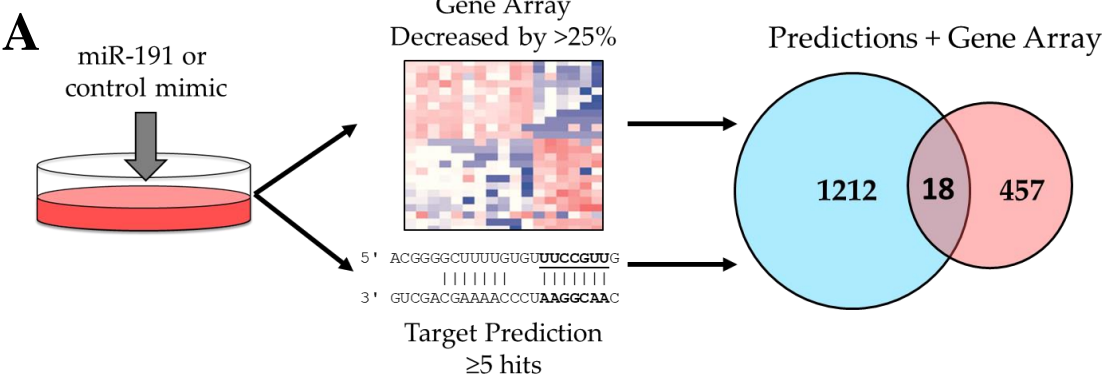 A
miR-191 or
control mimic
Gene Array
Decreased by >25%
5' ACGGGGCUUUUGUGUUUCCGUUG
3' GUCGACGAAAACCCUAAGGCAAC
Target Prediction
≥5 hits
Predictions + Gene Array
1212 18 457